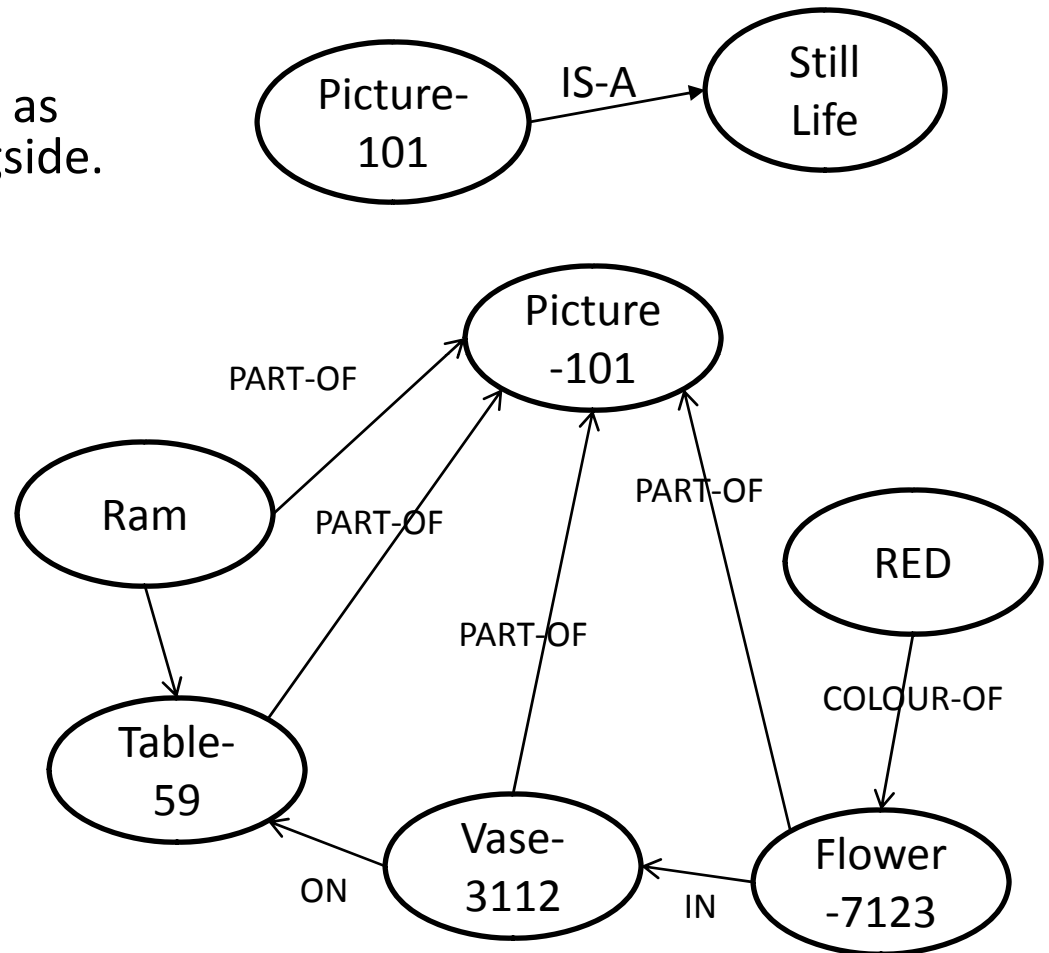 as
gside.
Picture-
101
IS-A
Still
Life
Picture
-101
PART-OF
Ram
PART-OF
PART-OF
RED
PART-OF
COLOUR-OF
Table-
59
Vase-
3112
Flower
-7123
ON
IN